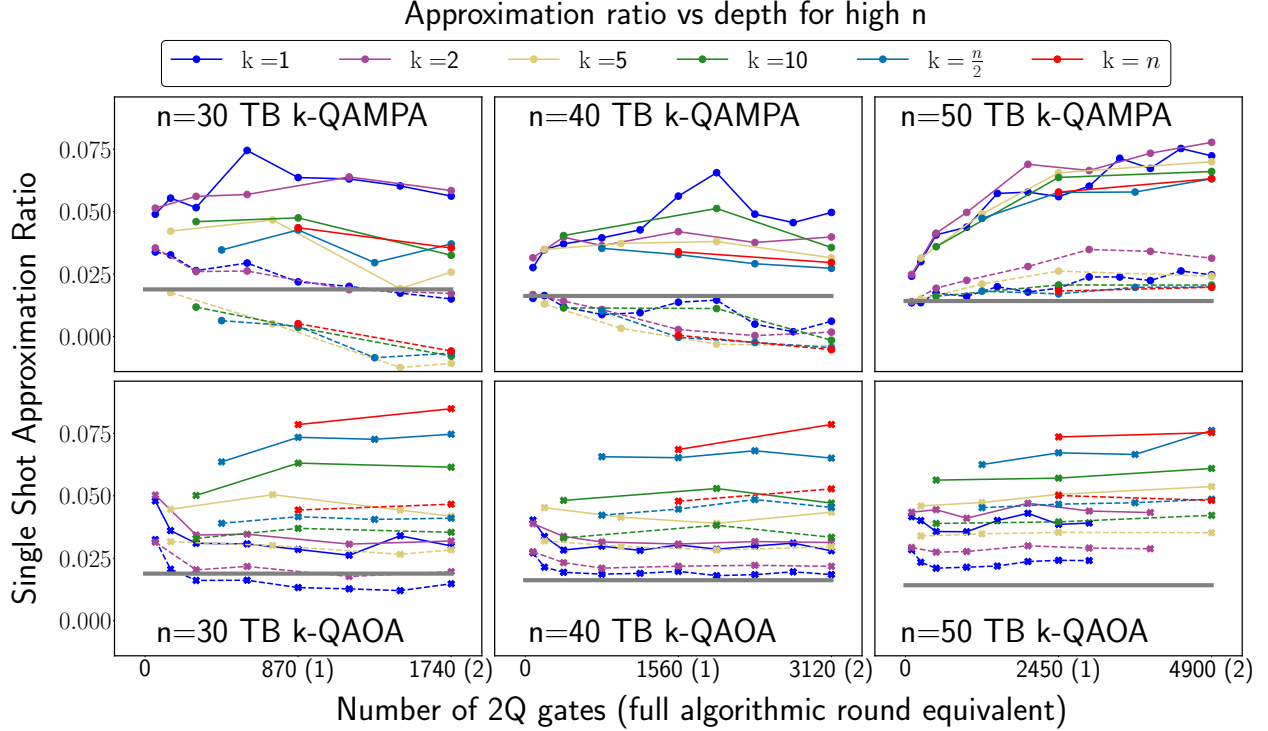 Approximation ratio vs depth for high n
k =1 k =2 k =5 k =10 k = n/2 k = n
n=30 TB k-QAMPA n=40 TB k-QAMPA n=50 TB k-QAMPA
0.075
0.050
0.025
0.000
Single Shot Approximation Ratio
0.075
0.050
0.025
0.000
n=30 TB k-QAOA n=40 TB k-QAOA n=50 TB k-QAOA
0 870 (1) 1740 (2) 0 1560 (1) 3120 (2) 0 2450 (1) 4900 (2)
Number of 2Q gates (full algorithmic round equivalent)